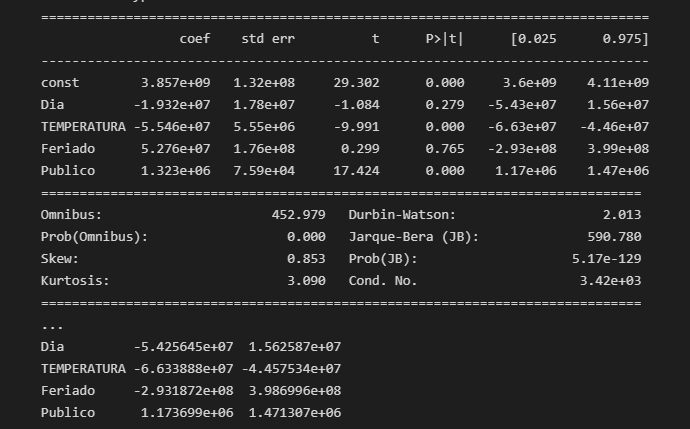 ==============================================================================
coef std err t P>|t| [0.025 0.975]
------------------------------------------------------------------------------
const 3.857e+09 1.32e+08 29.302 0.000 3.6e+09 4.11e+09
Dia -1.932e+07 1.78e+07 -1.084 0.279 -5.43e+07 1.56e+07
TEMPERATURA -5.546e+07 5.55e+06 -9.991 0.000 -6.63e+07 -4.46e+07
Feriado 5.276e+07 1.76e+08 0.299 0.765 -2.93e+08 3.99e+08
Publico 1.323e+06 7.59e+04 17.424 0.000 1.17e+06 1.47e+06
==============================================================================
Omnibus: 452.979 Durbin-Watson: 2.013
Prob(Omnibus): 0.000 Jarque-Bera (JB): 590.780
Skew: 0.853 Prob(JB): 5.17e-129
Kurtosis: 3.090 Cond. No. 3.42e+03
==============================================================================
...
Dia -5.425645e+07 1.562587e+07
TEMPERATURA -6.633888e+07 -4.457534e+07
Feriado -2.931872e+08 3.986996e+08
Publico 1.173699e+06 1.471307e+06